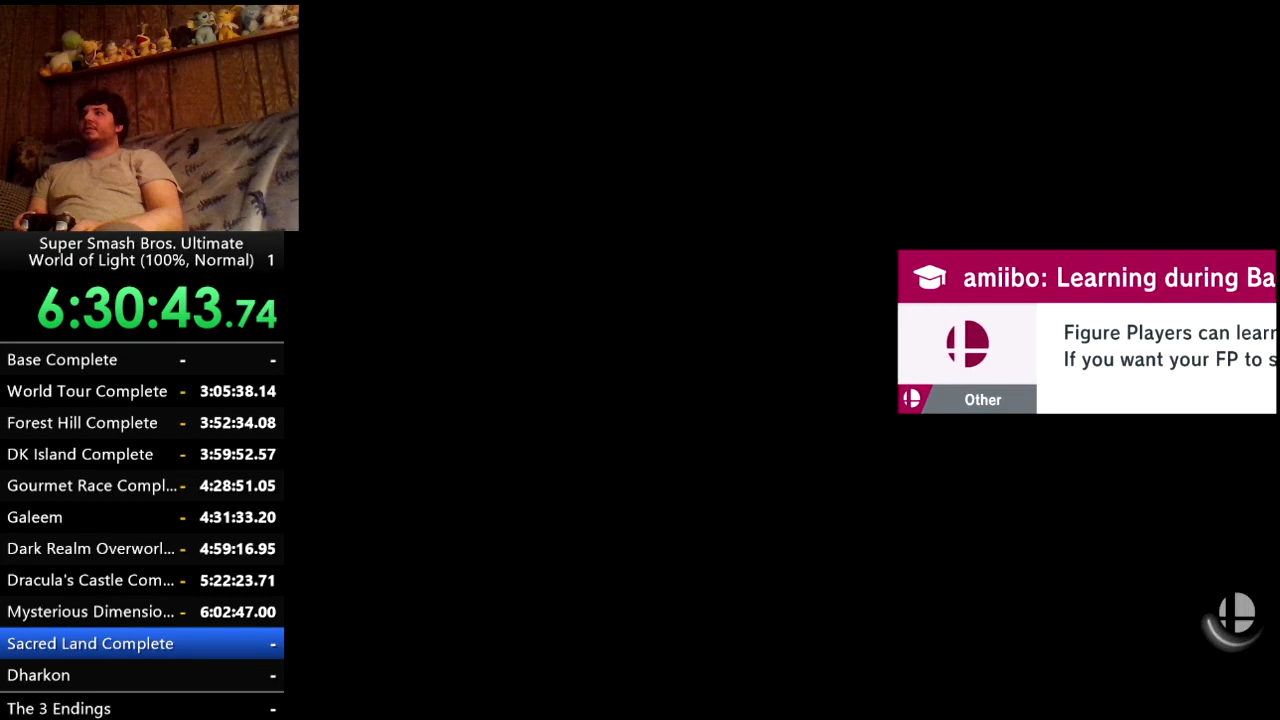 Super Smash Bros. Ultimate
World of Light (100%, Normal) 1
6:30:43.74
Base Complete - -
World Tour Complete - 3:05:38.14
Forest Hill Complete - 3:52:34.08
DK Island Complete - 3:59:52.57
Gourmet Race Compl... - 4:28:51.05
Galeem - 4:31:33.20
Dark Realm Overworl... - 4:59:16.95
Dracula's Castle Com... - 5:22:23.71
Mysterious Dimensio... - 6:02:47.00
Sacred Land Complete -
Dharkon -
The 3 Endings -
amiibo: Learning during Ba
Figure Players can learn
If you want your FP to s
Other